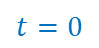 t = 0